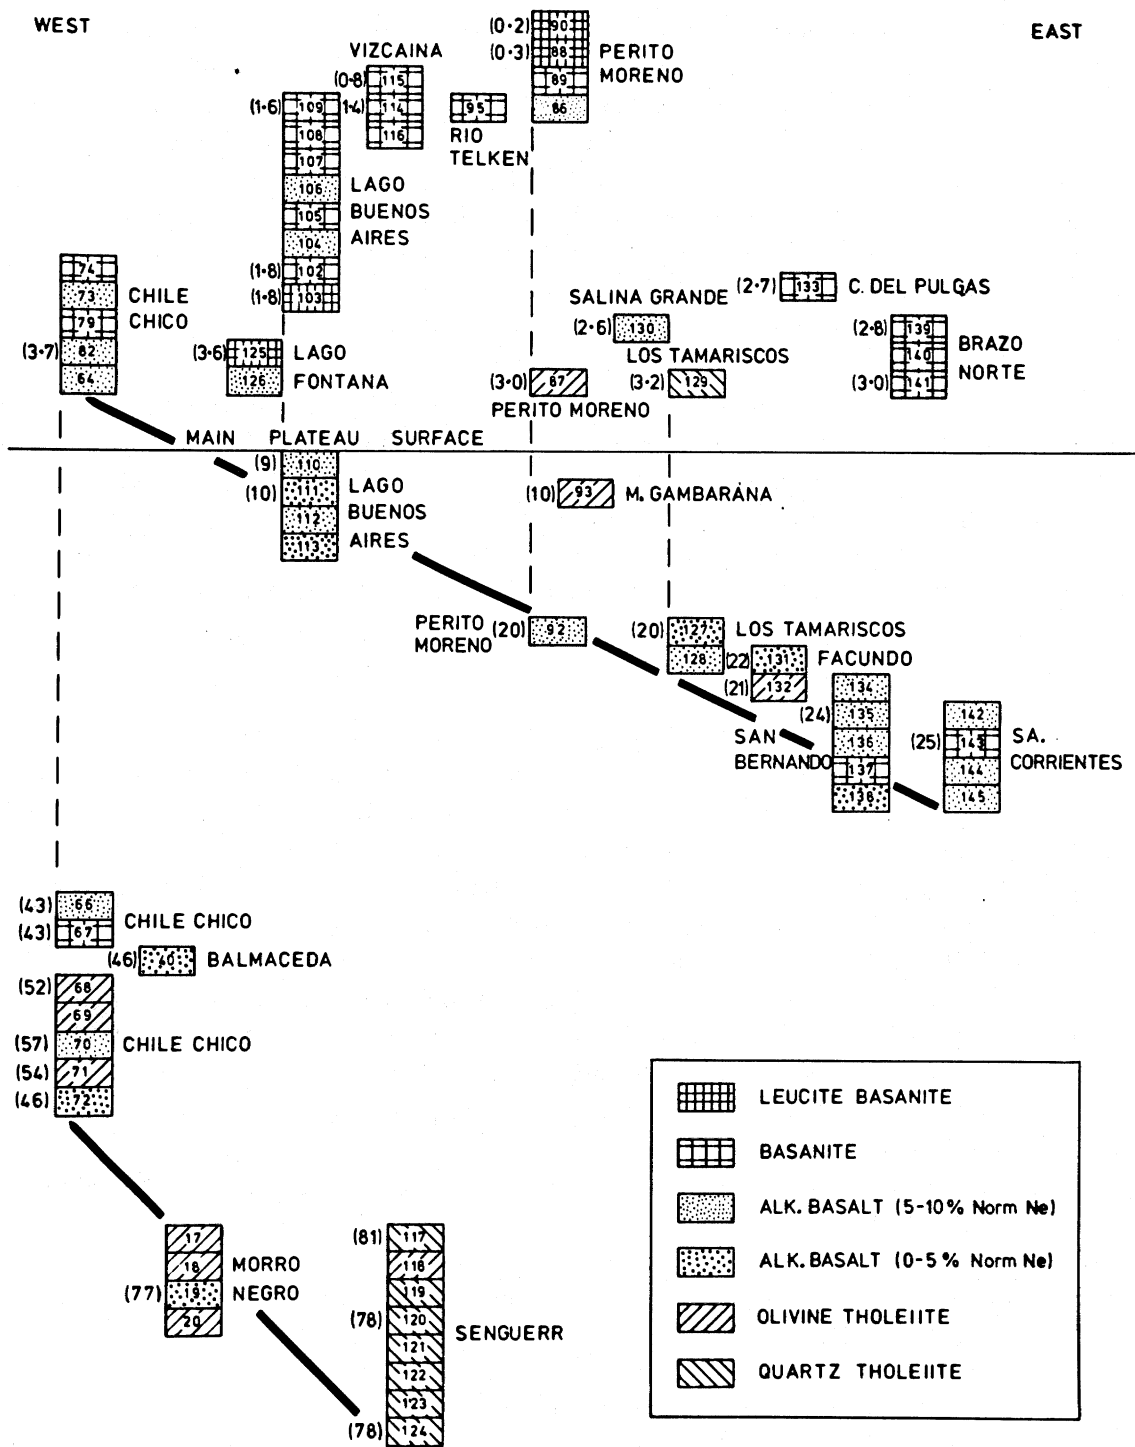 WEST
EAST
(0·2) 90
(0·3) 88 PERITO
MORENO
89
86
VIZCAINA
(0·8) 115
1·4) 114
116
95
RIO
TELKEN
(1·6) 109
108
107
106 LAGO
105 BUENOS
104 AIRES
(1·8) 102
(1·8) 103
74
73 CHILE
79 CHICO
(3·7) 82
64
(3·6) 125 LAGO
126 FONTANA
(2·7) 133 C. DEL PULGAS
SALINA GRANDE
(2·6) 130
LOS TAMARISCOS
(3·2) 129
(3·0) 87
PERITO MORENO
(2·8) 139
140 BRAZO
NORTE
(3·0) 141
MAIN PLATEAU SURFACE
(9) 110
(10) 111 LAGO
112 BUENOS
113 AIRES
(10) 93 M. GAMBARÁNA
PERITO
MORENO
(20) 92
(20) 127 LOS TAMARISCOS
128
(22) 131 FACUNDO
(21) 132
134
(24) 135
136
137
138
SAN
BERNANDO
142
(25) 143 SA.
144 CORRIENTES
145
(43) 66
(43) 67
CHILE CHICO
(46) 40 BALMACEDA
(52) 68
69
(57) 70 CHILE CHICO
(54) 71
(46) 72
17
18 MORRO
(77) 19 NEGRO
20
(81) 117
118
119
(78) 120
121
122
123
(78) 124
SENGUERR
LEUCITE BASANITE
BASANITE
ALK. BASALT (5-10% Norm Ne)
ALK. BASALT (0-5 % Norm Ne)
OLIVINE THOLEIITE
QUARTZ THOLEIITE